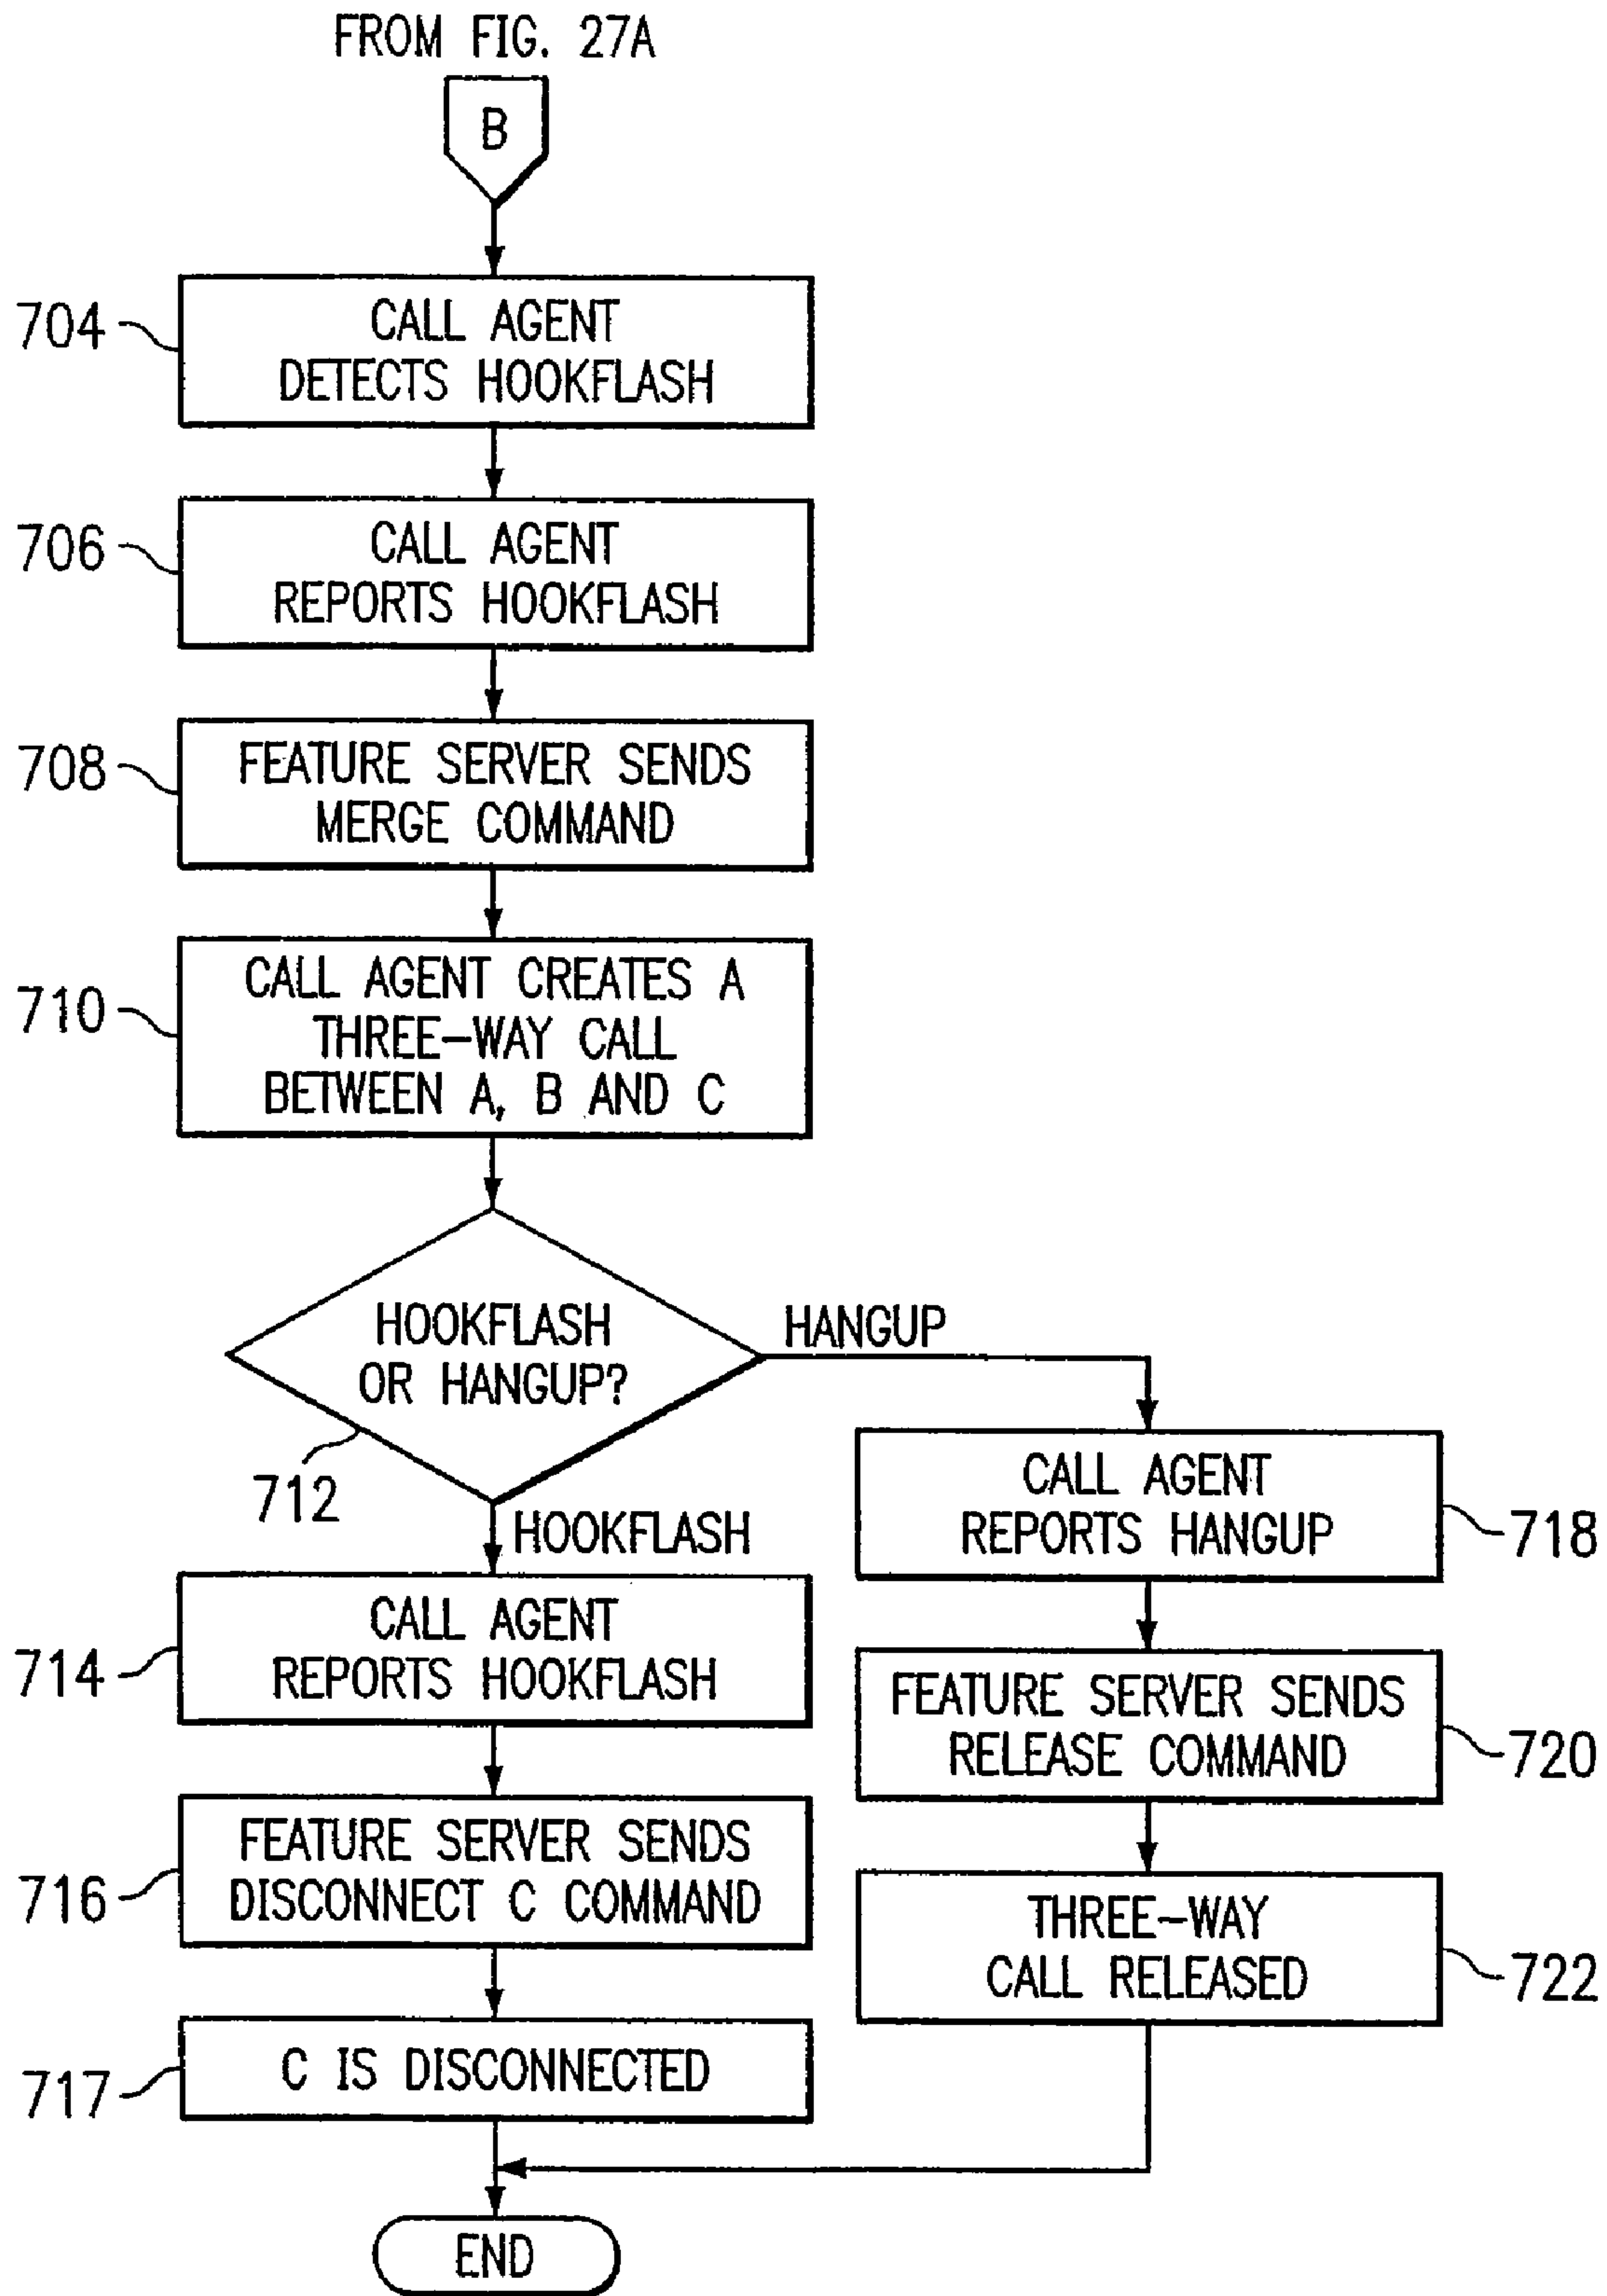 FROM FIG. 27A
B
704
CALL AGENT
DETECTS HOOKFLASH
706
CALL AGENT
REPORTS HOOKFLASH
708
FEATURE SERVER SENDS
MERGE COMMAND
710
CALL AGENT CREATES A
THREE-WAY CALL
BETWEEN A, B AND C
HOOKFLASH
OR HANGUP?
712
HANGUP
HOOKFLASH
714
CALL AGENT
REPORTS HOOKFLASH
716
FEATURE SERVER SENDS
DISCONNECT C COMMAND
717
C IS DISCONNECTED
CALL AGENT
REPORTS HANGUP
718
FEATURE SERVER SENDS
RELEASE COMMAND
720
THREE-WAY
CALL RELEASED
722
END